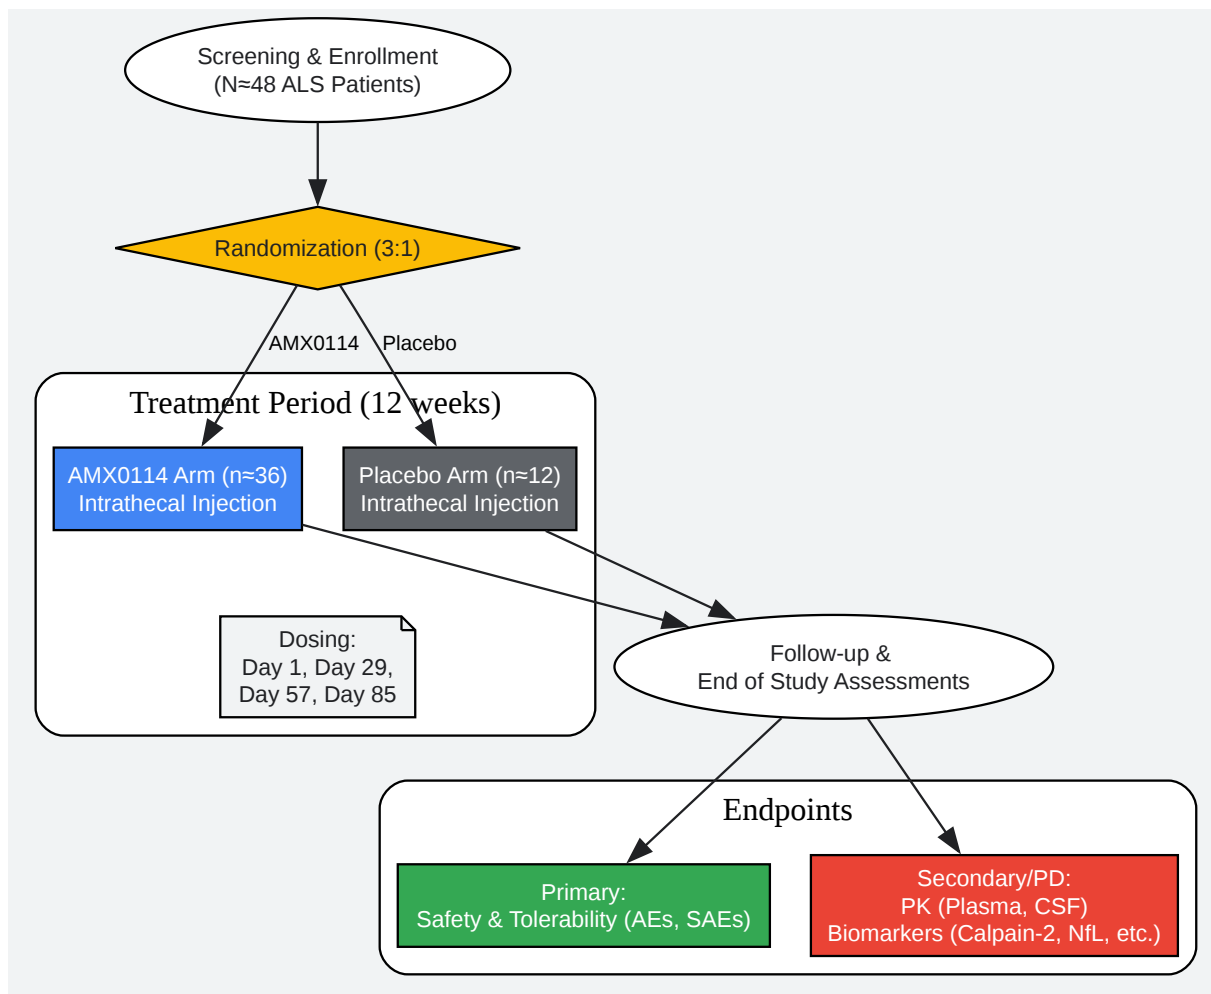 Screening & Enrollment
(N≈48 ALS Patients)
Randomization (3:1)
AMX0114
Placebo
Treatment Period (12 weeks)
AMX0114 Arm (n≈36)
Intrathecal Injection
Placebo Arm (n≈12)
Intrathecal Injection
Dosing:
Day 1, Day 29,
Day 57, Day 85
Follow-up &
End of Study Assessments
Endpoints
Primary:
Safety & Tolerability (AEs, SAEs)
Secondary/PD:
PK (Plasma, CSF)
Biomarkers (Calpain-2, NfL, etc.)